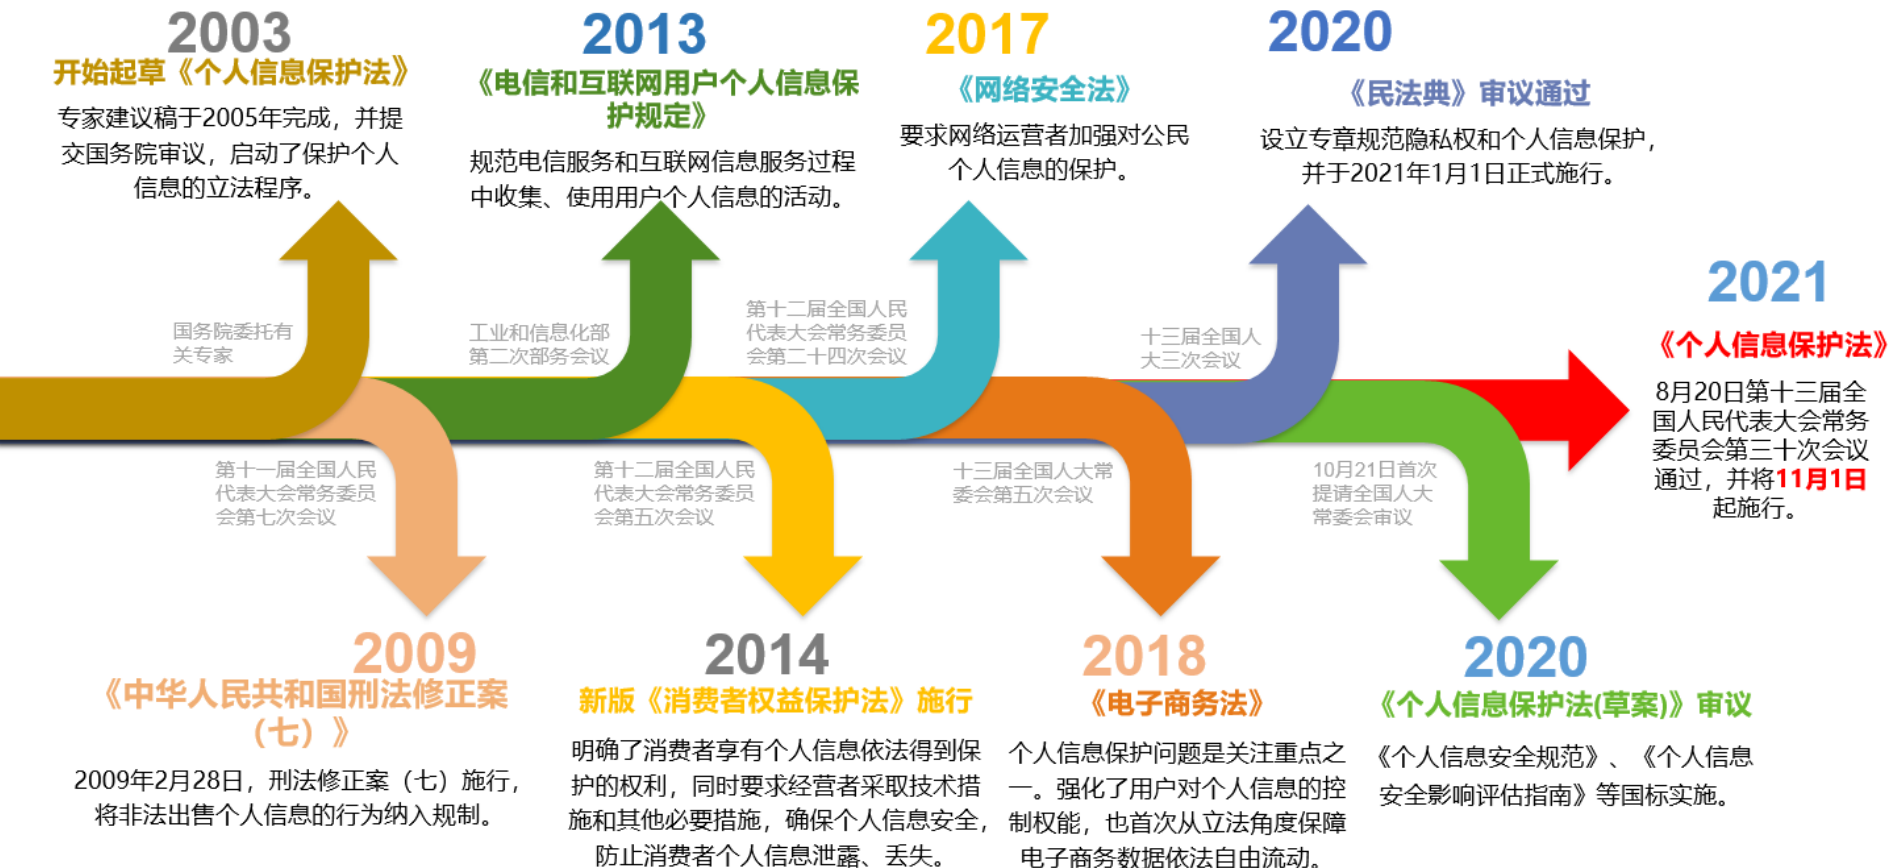 2003
开始起草《个人信息保护法》
专家建议稿于2005年完成，并提
交国务院审议，启动了保护个人
信息的立法程序。
国务院委托有
关专家
2009
《中华人民共和国刑法修正案
（七）》
2009年2月28日，刑法修正案（七）施行，
将非法出售个人信息的行为纳入规制。
第十一届全国人民
代表大会常务委员
会第七次会议
2013
《电信和互联网用户个人信息保
护规定》
规范电信服务和互联网信息服务过程
中收集、使用用户个人信息的活动。
工业和信息化部
第二次部务会议
2014
新版《消费者权益保护法》施行
明确了消费者享有个人信息依法得到保
护的权利，同时要求经营者采取技术措
施和其他必要措施，确保个人信息安全，
防止消费者个人信息泄露、丢失。
第十二届全国人民
代表大会常务委员
会第五次会议
2017
《网络安全法》
要求网络运营者加强对公民
个人信息的保护。
第十二届全国人民
代表大会常务委员
会第二十四次会议
2018
《电子商务法》
个人信息保护问题是关注重点之
一。强化了用户对个人信息的控
制权能，也首次从立法角度保障
电子商务数据依法自由流动。
十三届全国人大常
委会第五次会议
2020
《民法典》审议通过
设立专章规范隐私权和个人信息保护，
并于2021年1月1日正式施行。
十三届全国人
大三次会议
2020
《个人信息保护法(草案)》审议
《个人信息安全规范》、《个人信息
安全影响评估指南》等国标实施。
10月21日首次
提请全国人大
常委会审议
2021
《个人信息保护法》
8月20日第十三届全
国人民代表大会常务
委员会第三十次会议
通过，并将11月1日
起施行。